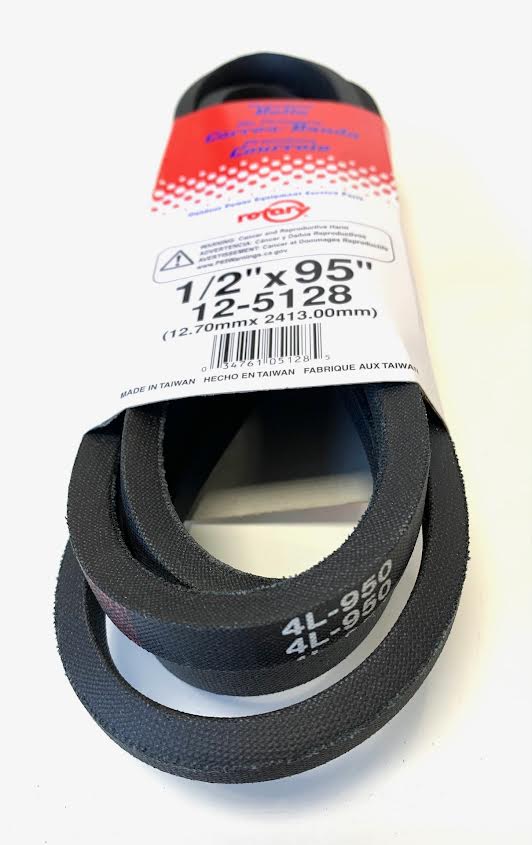 Correa Banda
Courroie
Outdoor Power Equipment Service Parts
rotary
WARNING: Cancer and Reproductive Harm
ADVERTENCIA: Cáncer y Daños Reproductivos
AVERTISSEMENT: Cancer et Dommages Reproductifs
www.P65Warnings.ca.gov
1/2"x 95"
12-5128
(12.70mmx 2413.00mm)
0 34761 05128 5
MADE IN TAIWAN HECHO EN TAIWAN FABRIQUE AUX TAIWAN
4L-950
4L-950